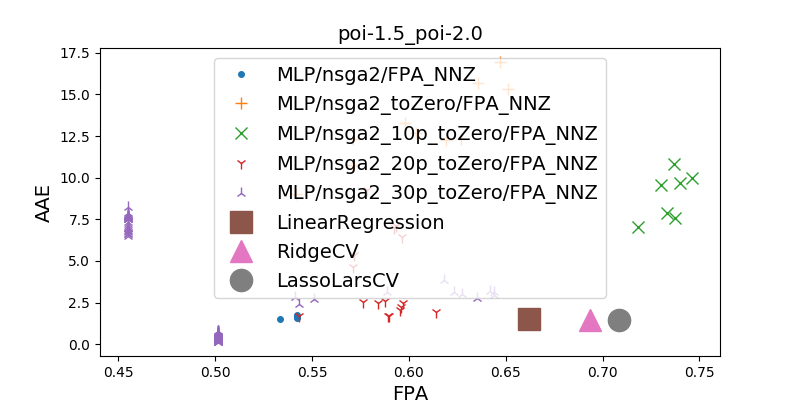 poi-1.5_poi-2.0
17.5
15.0
12.5
10.0
7.5
5.0
2.5
0.0
AAE
MLP/nsga2/FPA_NNZ
MLP/nsga2_toZero/FPA_NNZ
MLP/nsga2_10p_toZero/FPA_NNZ
MLP/nsga2_20p_toZero/FPA_NNZ
MLP/nsga2_30p_toZero/FPA_NNZ
LinearRegression
RidgeCV
LassoLarsCV
0.45 0.50 0.55 0.60 0.65 0.70 0.75
FPA